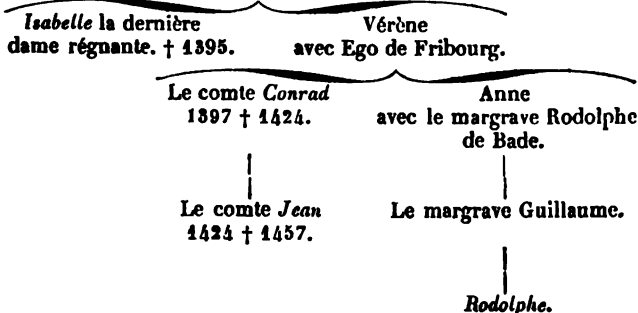 Isabelle la dernière
dame régnante. † 1395.
Vérène
avec Ego de Fribourg.
Le comte Conrad
1397 † 1424.
Anne
avec le margrave Rodolphe
de Bade.
Le comte Jean
1424 † 1457.
Le margrave Guillaume.
Rodolphe.